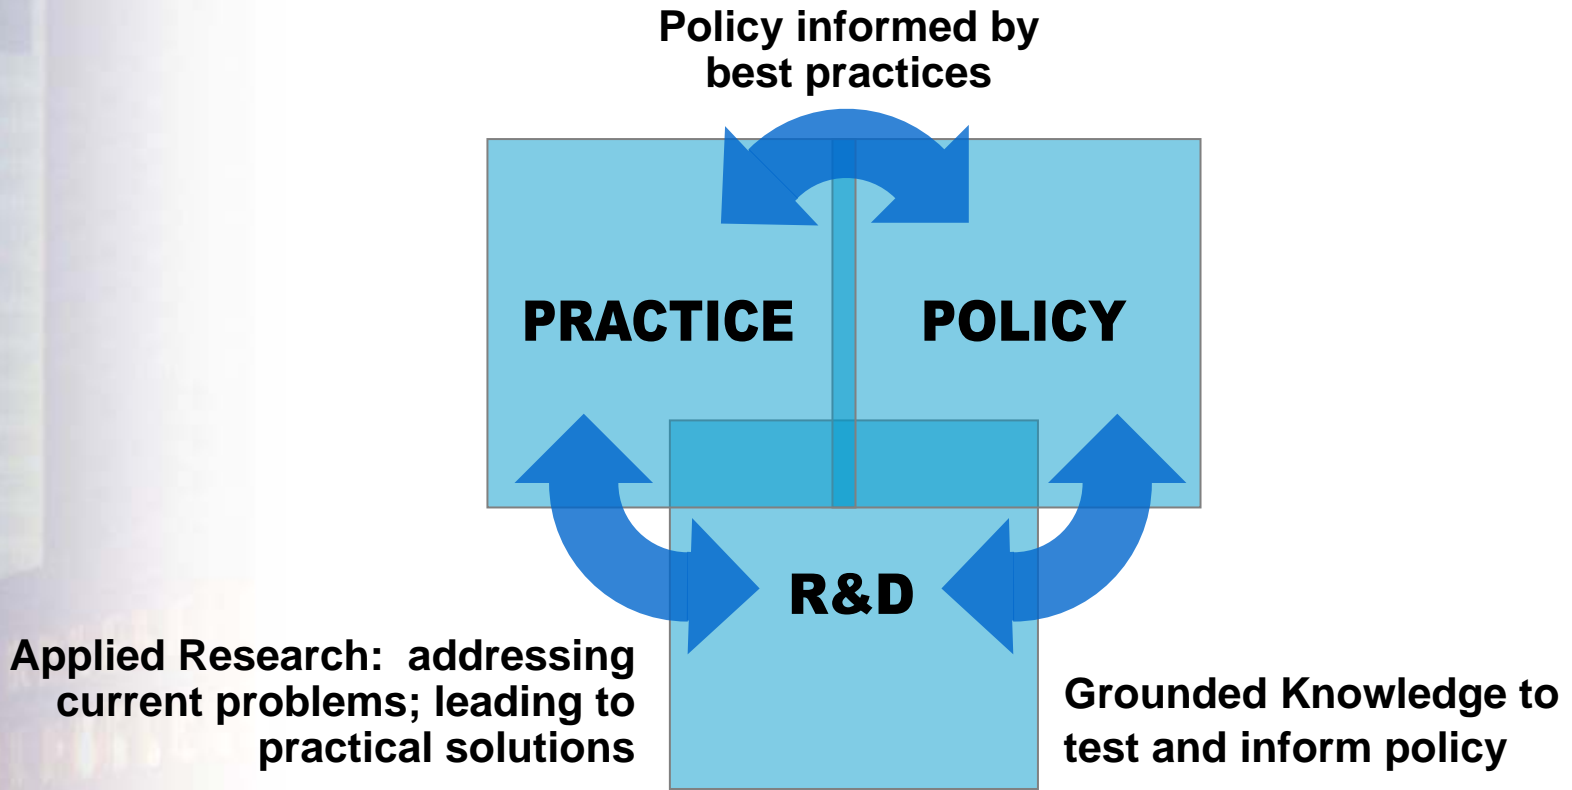 Policy informed by
best practices
PRACTICE
POLICY
R&D
Applied Research:  addressing
current problems; leading to
practical solutions
Grounded Knowledge to
test and inform policy